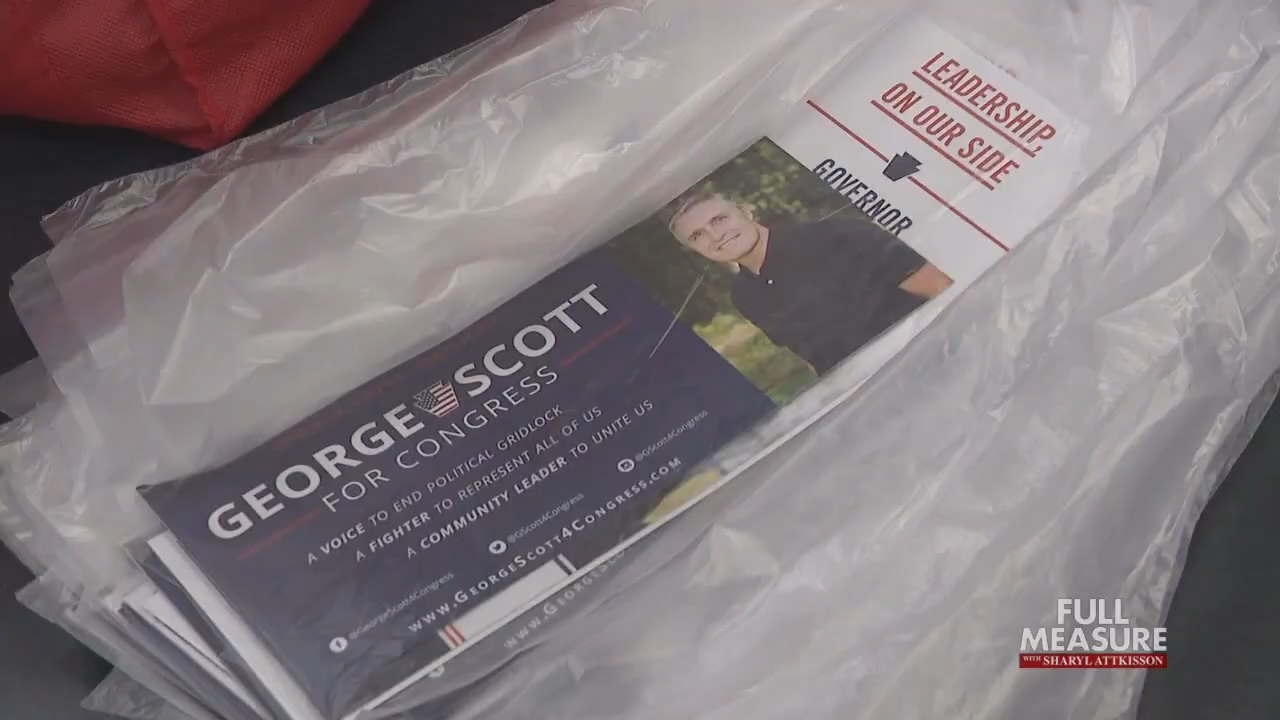 LEADERSHIP,
ON OUR SIDE
GOVERNOR
GEORGE SCOTT
FOR CONGRESS
A VOICE TO END POLITICAL GRIDLOCK
A FIGHTER TO REPRESENT ALL OF US
A COMMUNITY LEADER TO UNITE US
@GeorgeScott4Congress
@GScott4Congress
@GScott4Congress
WWW.GEORGESCOTT4CONGRESS.COM
FULL
MEASURE
WITH SHARYL ATTKISSON